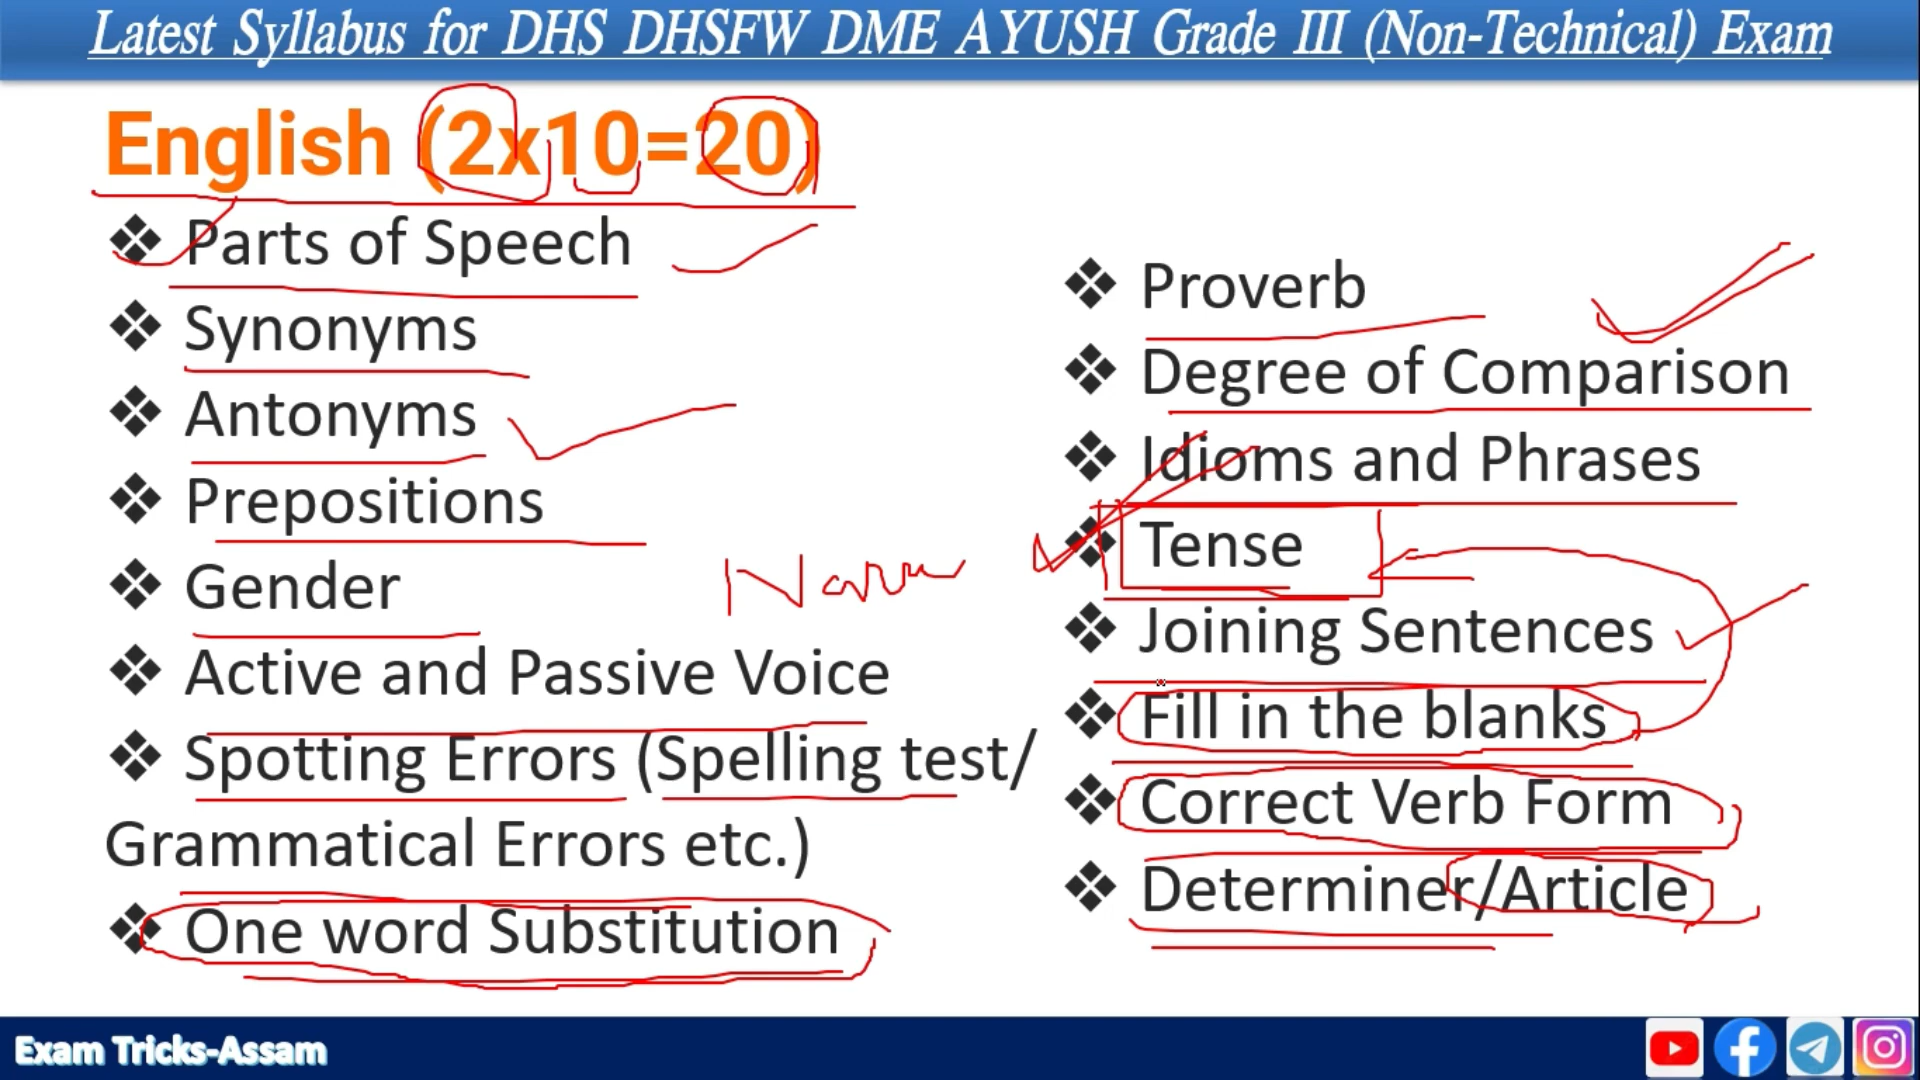 Latest Syllabus for DHS DHSFW DME AYUSH Grade III (Non-Technical) Exam
English (2x10=20)
❖ Parts of Speech
❖ Synonyms
❖ Antonyms
❖ Prepositions
❖ Gender
❖ Active and Passive Voice
❖ Spotting Errors (Spelling test/
Grammatical Errors etc.)
❖ One word Substitution
❖ Proverb
❖ Degree of Comparison
❖ Idioms and Phrases
❖ Tense
❖ Joining Sentences
❖ Fill in the blanks
❖ Correct Verb Form
❖ Determiner/Article
Exam Tricks-Assam